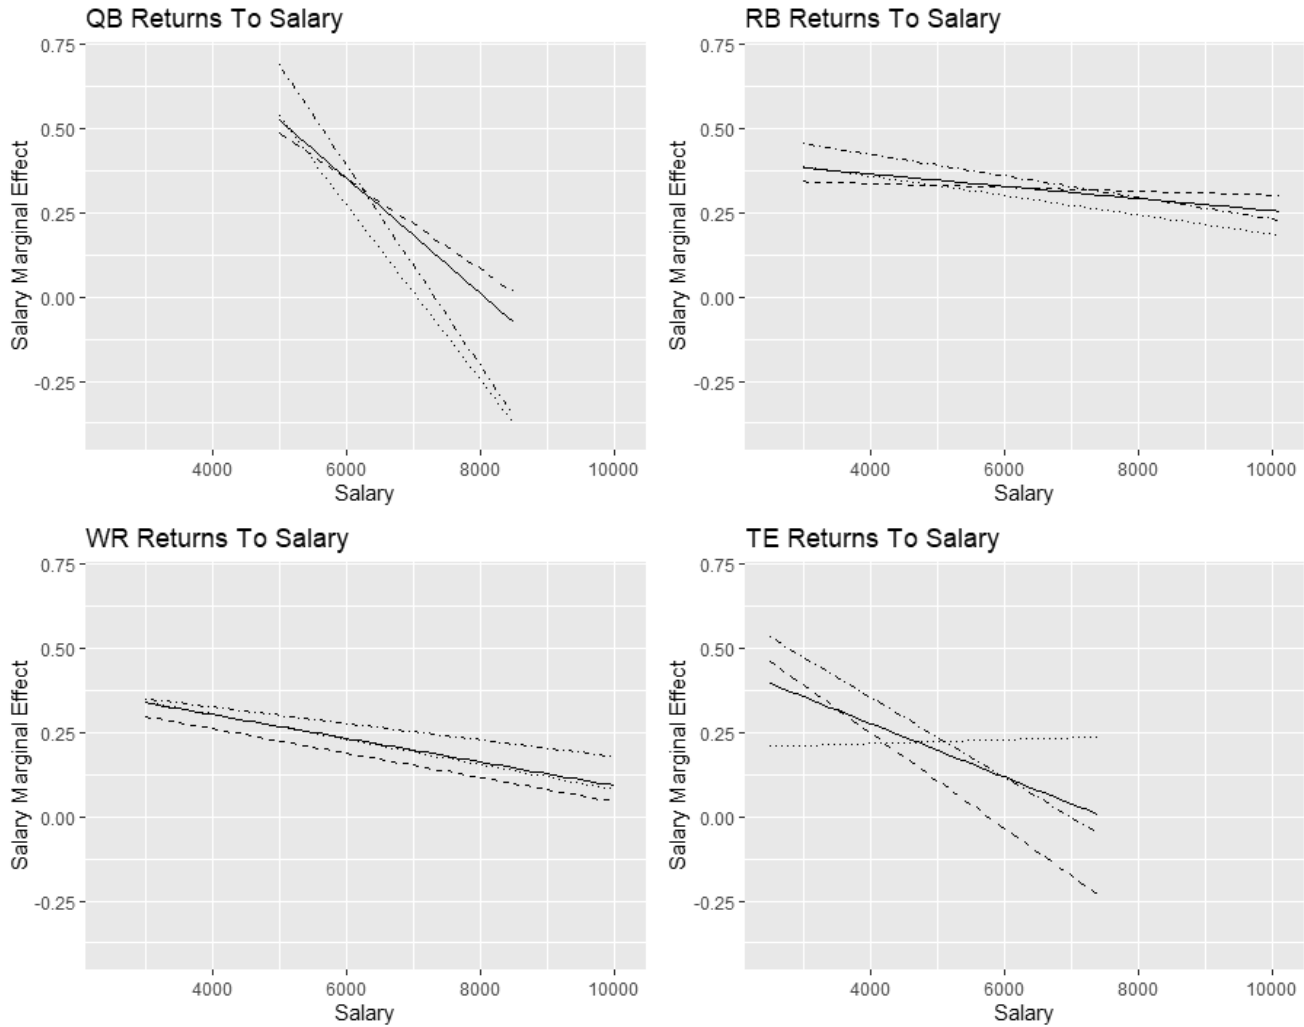 QB Returns To Salary
0.75
0.50
0.25
0.00
-0.25
Salary Marginal Effect
4000 6000 8000 10000
Salary
RB Returns To Salary
0.75
0.50
0.25
0.00
-0.25
Salary Marginal Effect
4000 6000 8000 10000
Salary
WR Returns To Salary
0.75
0.50
0.25
0.00
-0.25
Salary Marginal Effect
4000 6000 8000 10000
Salary
TE Returns To Salary
0.75
0.50
0.25
0.00
-0.25
Salary Marginal Effect
4000 6000 8000 10000
Salary